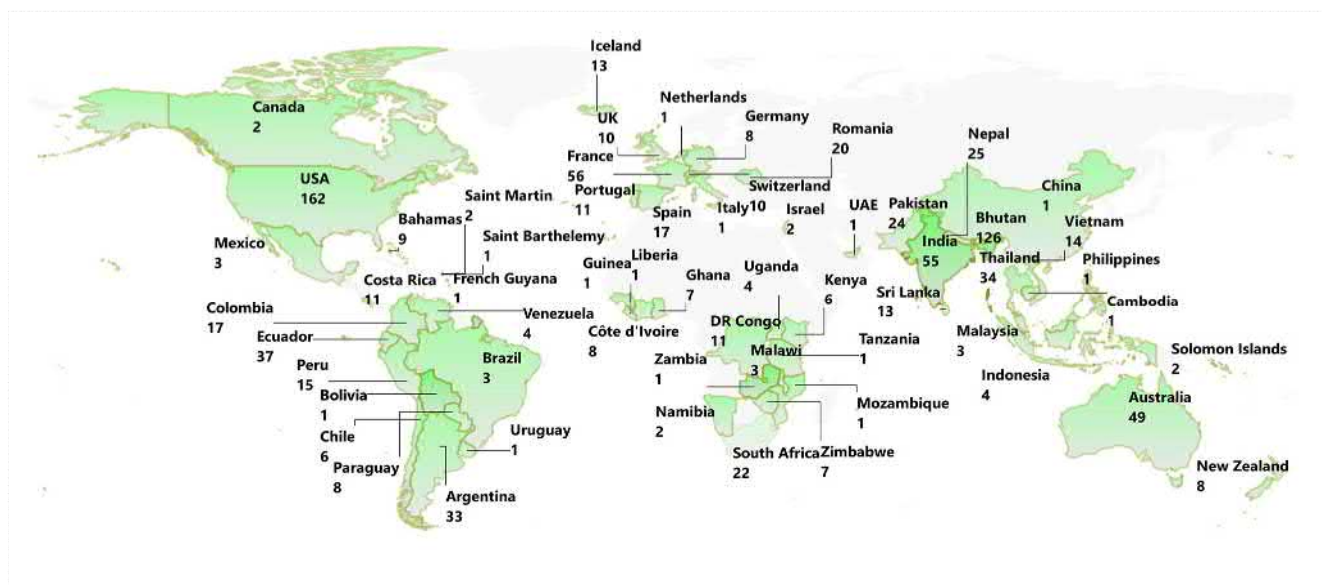 Iceland
13
Netherlands
1
Germany
8
Canada
2
UK
10
Romania
20
Nepal
25
France
56
USA
162
Switzerland
10
Portugal
11
China
1
Saint Martin
2
Spain
17
Italy
1
Israel
2
UAE
1
Pakistan
24
Bhutan
126
Vietnam
14
Bahamas
9
Mexico
3
Saint Barthelemy
1
India
55
Liberia
1
Guinea
1
Uganda
4
Thailand
34
Philippines
1
Costa Rica
11
French Guyana
1
Ghana
7
Kenya
6
Sri Lanka
13
Cambodia
1
Colombia
17
Venezuela
4
DR Congo
11
Côte d'Ivoire
8
Malaysia
3
Ecuador
37
Tanzania
1
Malawi
3
Solomon Islands
2
Brazil
3
Zambia
1
Peru
15
Indonesia
4
Bolivia
1
Australia
49
Mozambique
1
Namibia
2
Uruguay
1
Chile
6
South Africa
22
Zimbabwe
7
Paraguay
8
New Zealand
8
Argentina
33